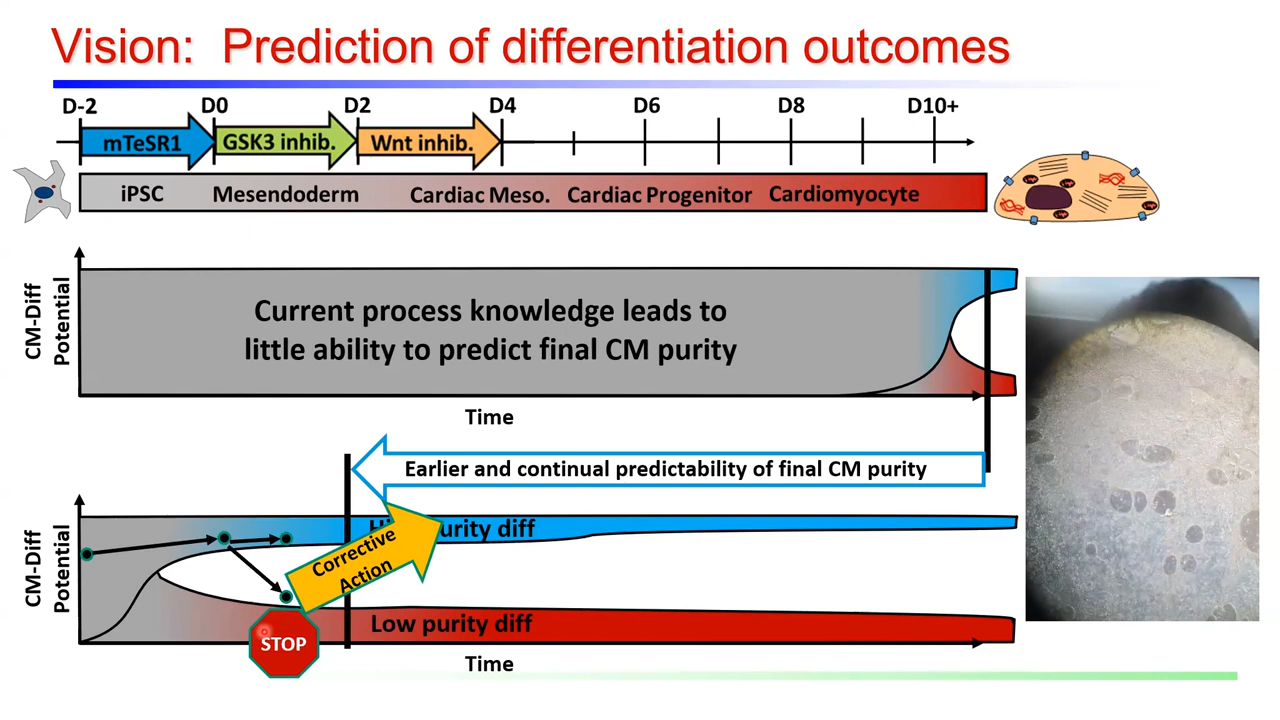 Vision: Prediction of differentiation outcomes
D-2 D0 D2 D4 D6 D8 D10+
mTeSR1 GSK3 inhib. Wnt inhib.
iPSC Mesendoderm Cardiac Meso. Cardiac Progenitor Cardiomyocyte
CM-Diff
Potential
Current process knowledge leads to
little ability to predict final CM purity
Time
Earlier and continual predictability of final CM purity
CM-Diff
Potential
diff
Corrective
Action
Low purity diff
STOP
Time